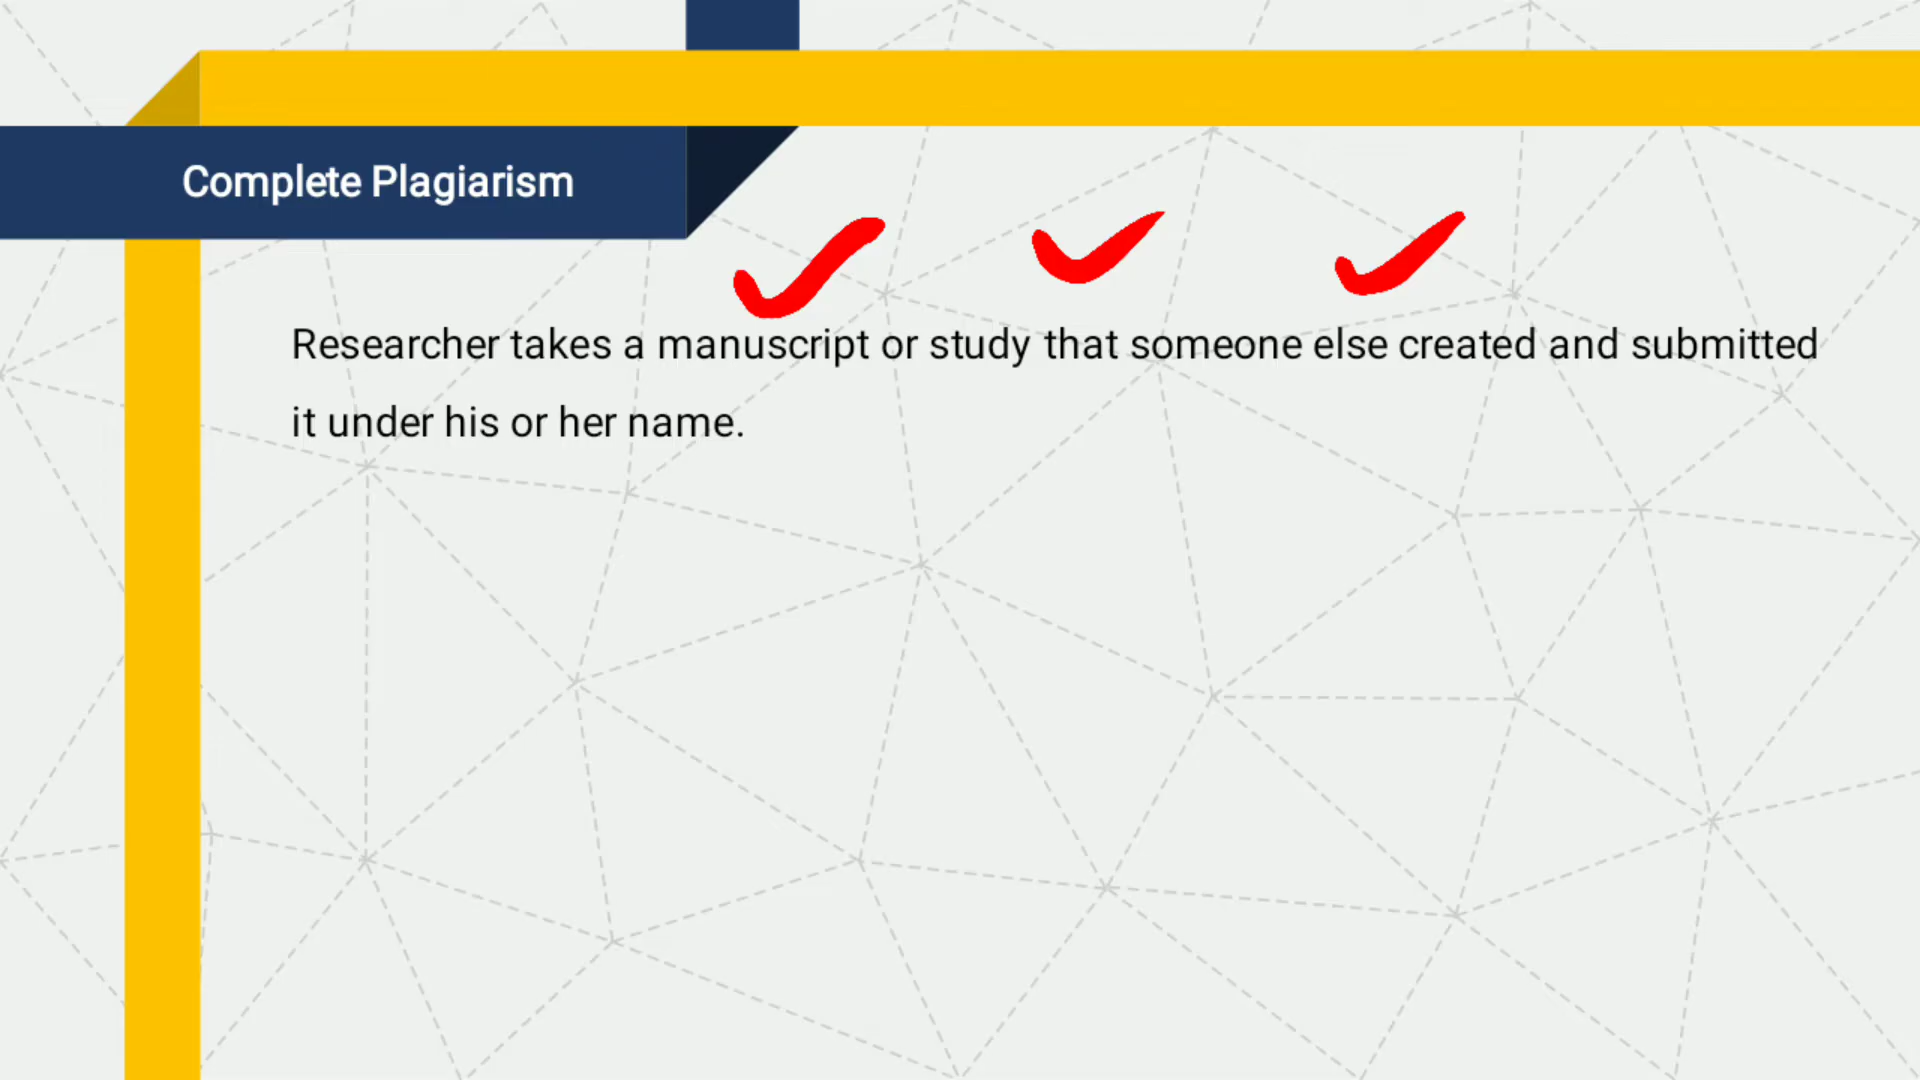 Complete Plagiarism
Researcher takes a manuscript or study that someone else created and submitted
it under his or her name.